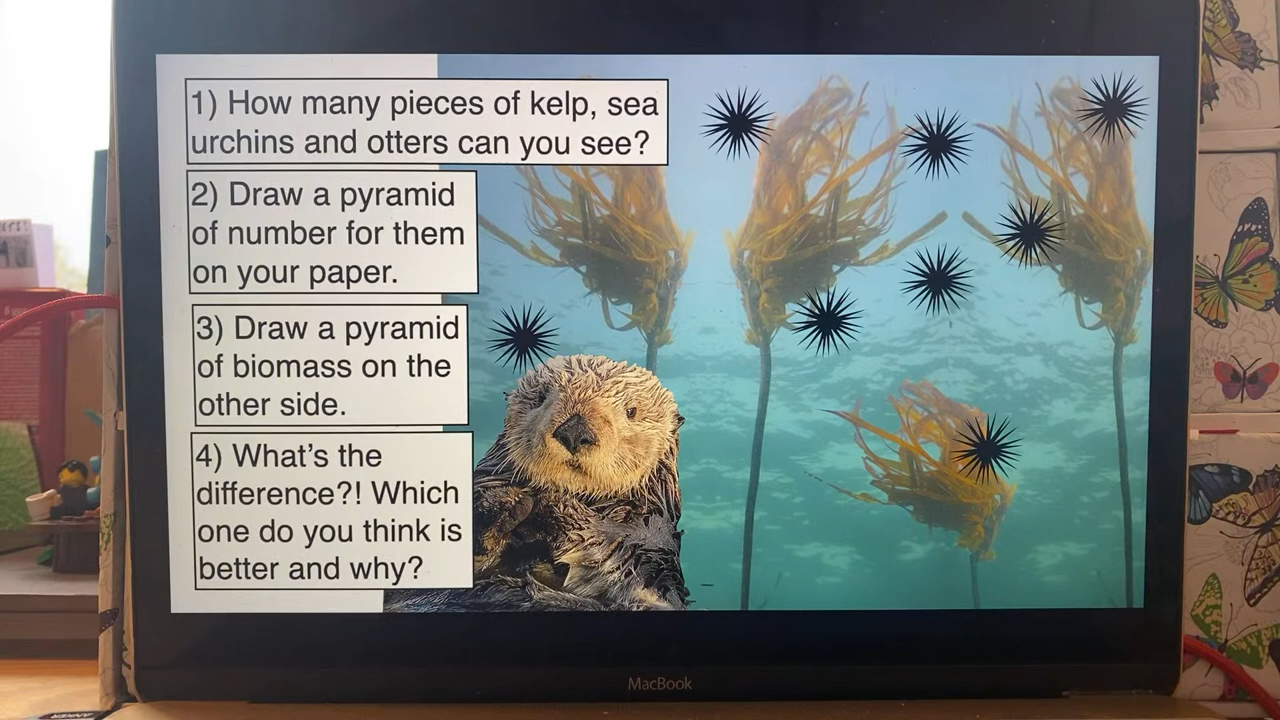 1) How many pieces of kelp, sea
urchins and otters can you see?
2) Draw a pyramid
of number for them
on your paper.
3) Draw a pyramid
of biomass on the
other side.
4) What's the
difference?! Which
one do you think is
better and why?
MacBook
ANKER